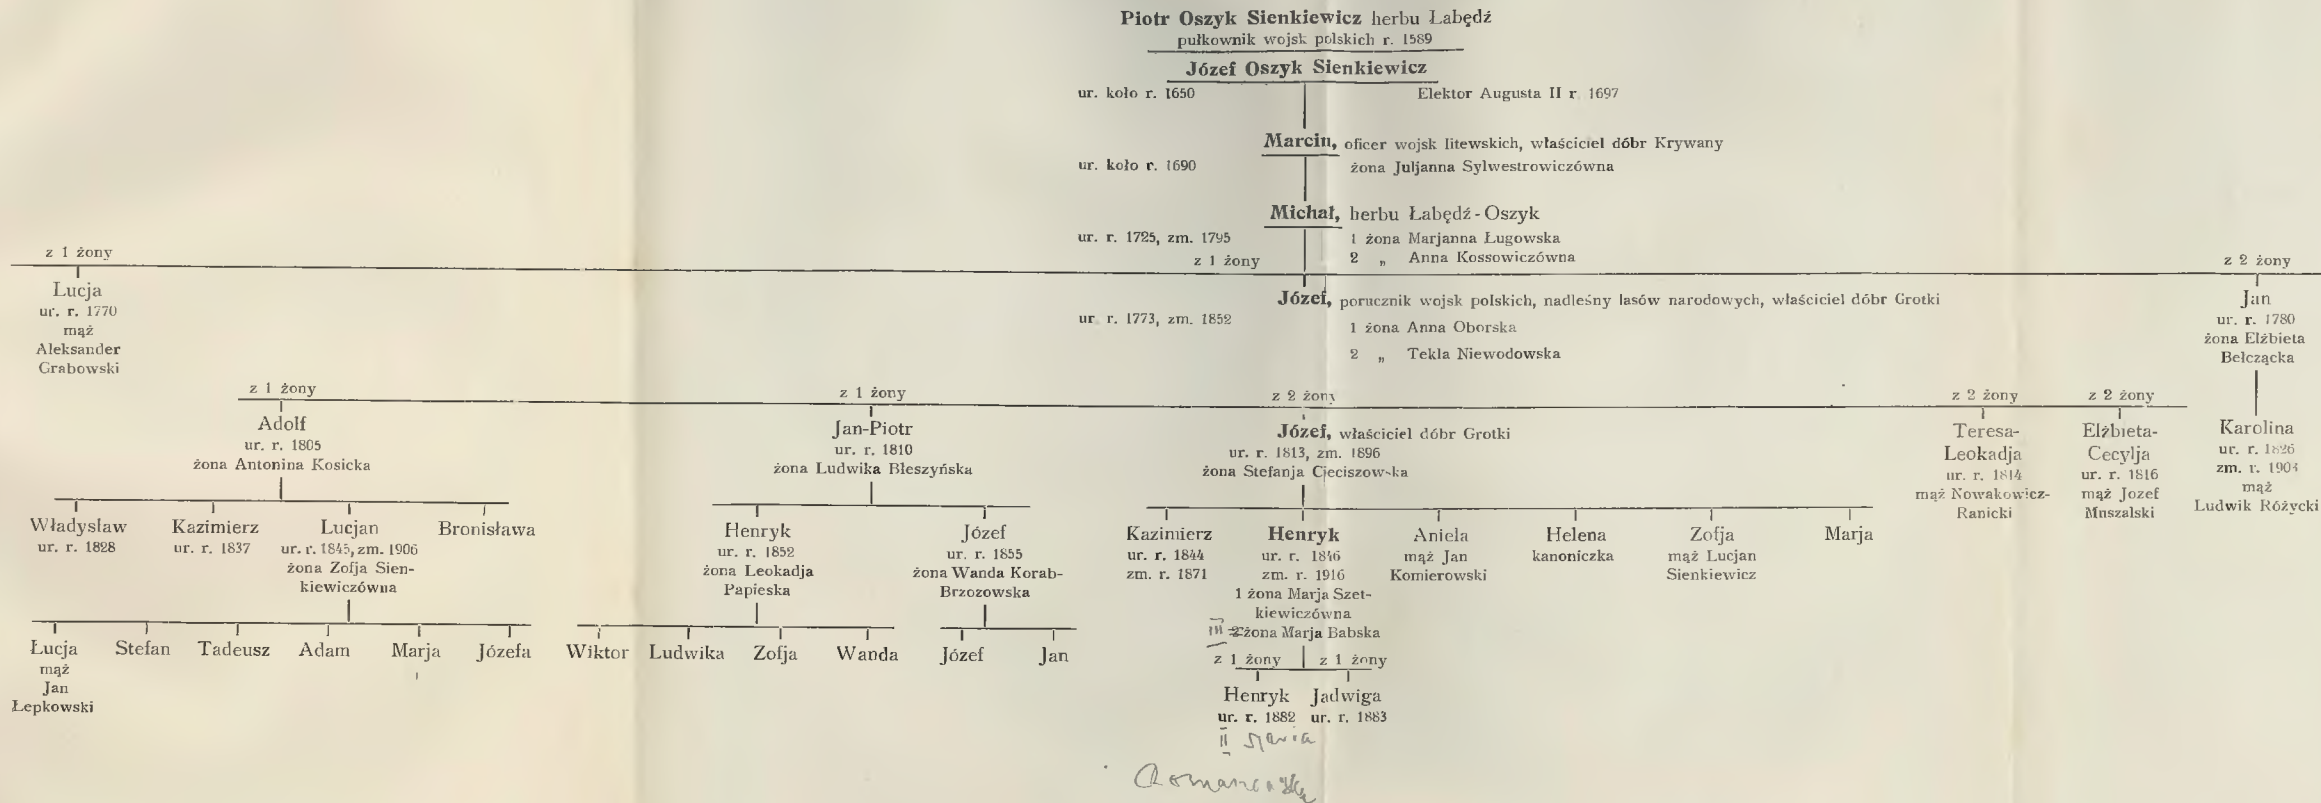 Piotr Oszyk Sienkiewicz herbu Łabędź
pułkownik wojsk polskich r. 1589
Józef Oszyk Sienkiewicz
ur. koło r. 1650
Elektor Augusta II r. 1697
Marcin, oficer wojsk litewskich, właściciel dóbr Krywany
ur. koło r. 1690
żona Juljanna Sylwestrowiczówna
Michał, herbu Łabędź-Oszyk
ur. r. 1725, zm. 1795
1 żona Marjanna Ługowska
2 „ Anna Kossowiczówna
z 1 żony
z 1 żony
z 2 żony
Lucja
ur. r. 1770
mąż
Aleksander
Grabowski
Józef, porucznik wojsk polskich, nadleśny lasów narodowych, właściciel dóbr Grotki
ur. r. 1773, zm. 1852
1 żona Anna Oborska
2 „ Tekla Niewodowska
Jan
ur. r. 1780
żona Elżbieta
Bełczącka
z 1 żony
Adolf
ur. r. 1805
żona Antonina Kosicka
z 1 żony
Jan-Piotr
ur. r. 1810
żona Ludwika Błeszyńska
z 2 żony
Józef, właściciel dóbr Grotki
ur. r. 1813, zm. 1896
żona Stefanja Cieciszowska
z 2 żony
Teresa-
Leokadja
ur. r. 1814
mąż Nowakowicz-
Ranicki
z 2 żony
Elżbieta-
Cecylja
ur. r. 1816
mąż Jozef
Mnszalski
Karolina
ur. r. 1826
zm. r. 1904
mąż
Ludwik Różycki
Władysław
ur. r. 1828
Kazimierz
ur. r. 1837
Lucjan
ur. r. 1845, zm. 1906
żona Zofja Sien-
kiewiczówna
Bronisława
Henryk
ur. r. 1852
żona Leokadja
Papieska
Józef
ur. r. 1855
żona Wanda Korab-
Brzozowska
Kazimierz
ur. r. 1844
zm. r. 1871
Henryk
ur. r. 1846
zm. r. 1916
1 żona Marja Szet-
kiewiczówna
III 2 żona Marja Babska
Aniela
mąż Jan
Komierowski
Helena
kanoniczka
Zofja
mąż Lucjan
Sienkiewicz
Marja
Łucja
mąż
Jan
Łepkowski
Stefan
Tadeusz
Adam
Marja
Józefa
Wiktor
Ludwika
Zofja
Wanda
Józef
Jan
z 1 żony
z 1 żony
Henryk
ur. r. 1882
Jadwiga
ur. r. 1883
II